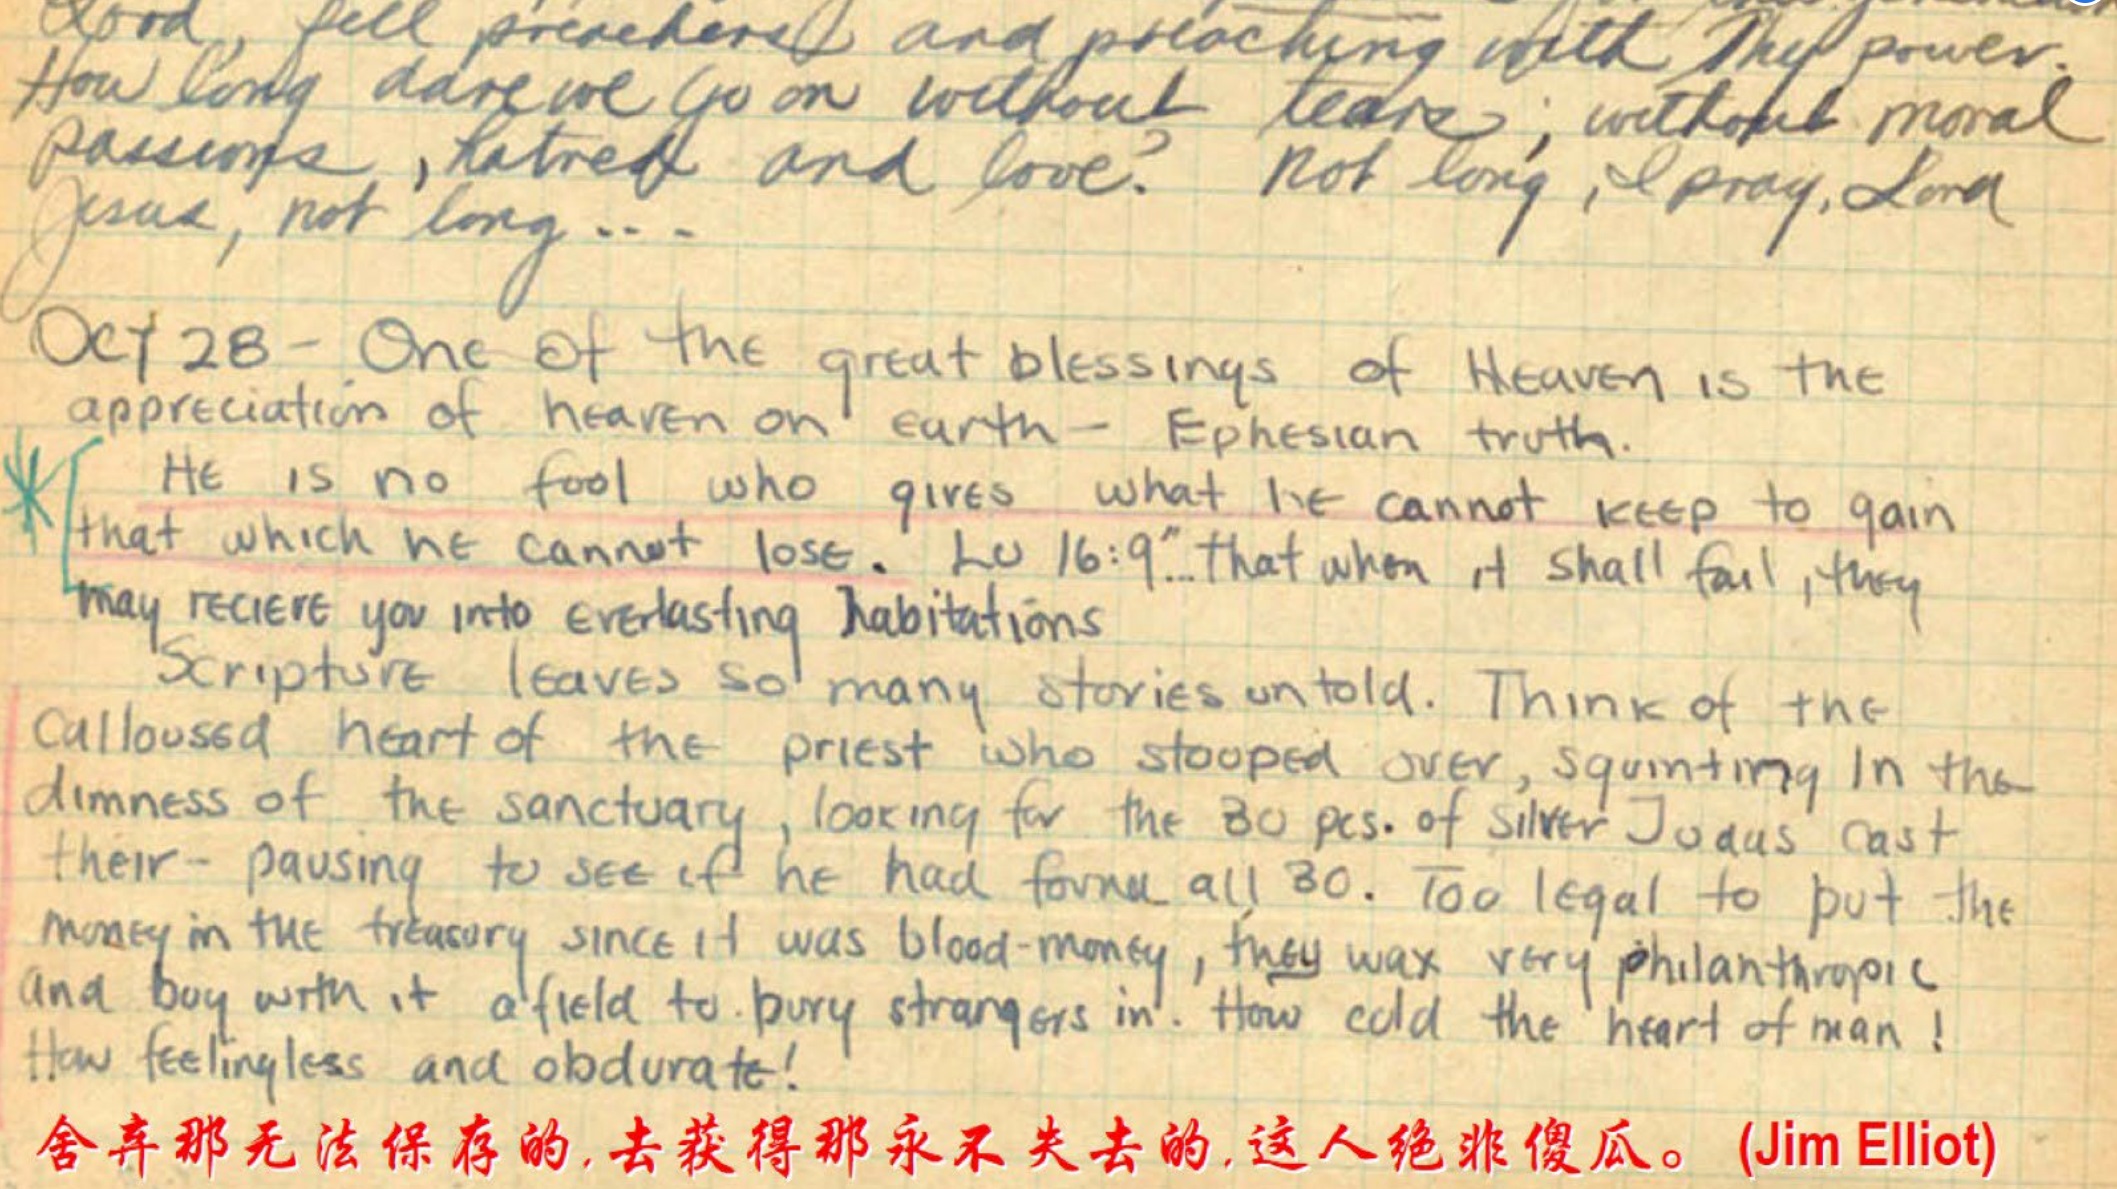 Lord, fill preachers and preaching with Thy power.
How long dare we go on without tears, without moral
passions, hatred and love? Not long, I pray, Lord
Jesus, not long...
Oct 28 - One of the great blessings of Heaven is the
appreciation of heaven on earth - Ephesian truth.
He is no fool who gives what he cannot keep to gain
that which he cannot lose. Lu 16:9 "...that when it shall fail, they
may recieve you into everlasting habitations
Scripture leaves so many stories untold. Think of the
calloused heart of the priest who stooped over, squinting in the
dimness of the sanctuary, looking for the 30 pcs. of silver Judas cast
their - pausing to see if he had found all 30. Too legal to put the
money in the treasury since it was blood-money, they wax very philanthropic
and buy with it a field to bury strangers in. How cold the heart of man!
How feelingless and obdurate!
舍弃那无法保存的,去获得那永不失去的,这人绝非傻瓜。 (Jim Elliot)